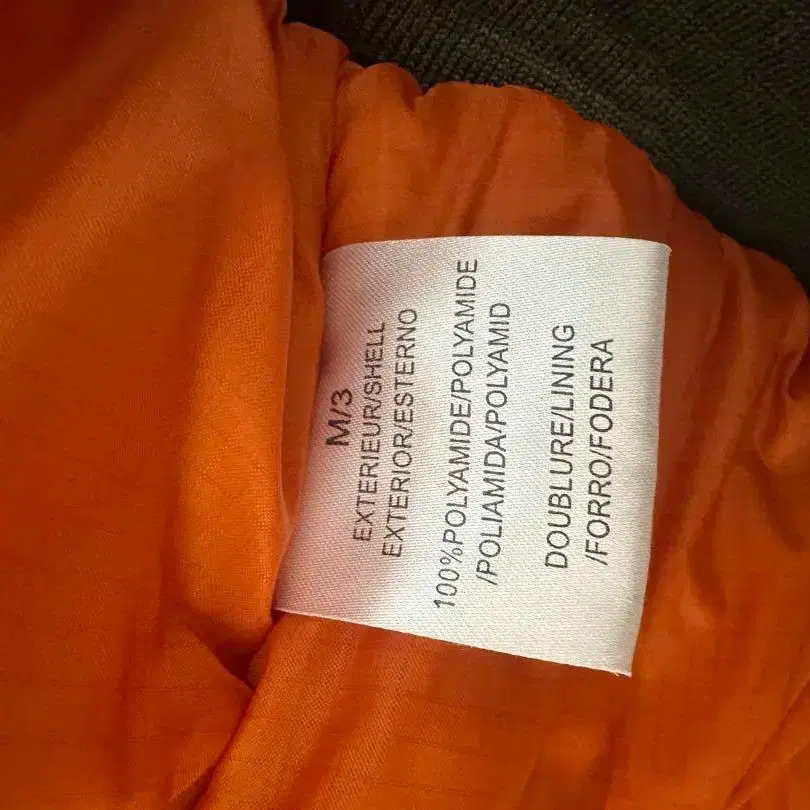 M/3
EXTERIEUR/SHELL
EXTERIOR/ESTERNO
100%POLYAMIDE/POLYAMIDE
/POLIAMIDA/POLYAMID
DOUBLURE/LINING
/FORRO/FODERA